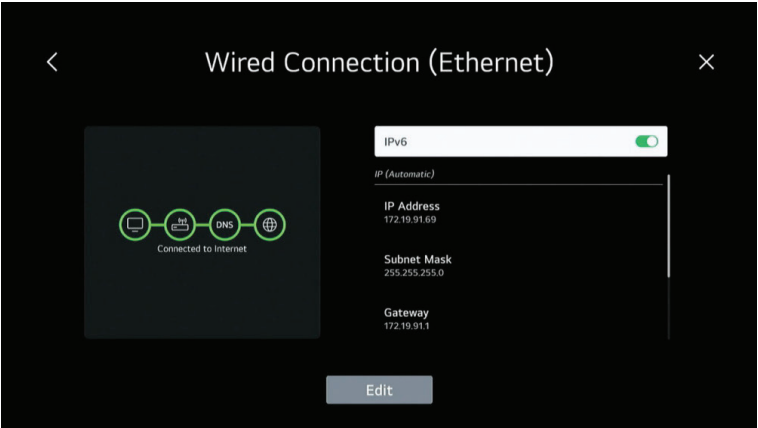 Wired Connection (Ethernet)
IPv6
IP (Automatic)
IP Address
172.19.91.69
Subnet Mask
255.255.255.0
Gateway
172.19.91.1
DNS
Connected to Internet
Edit